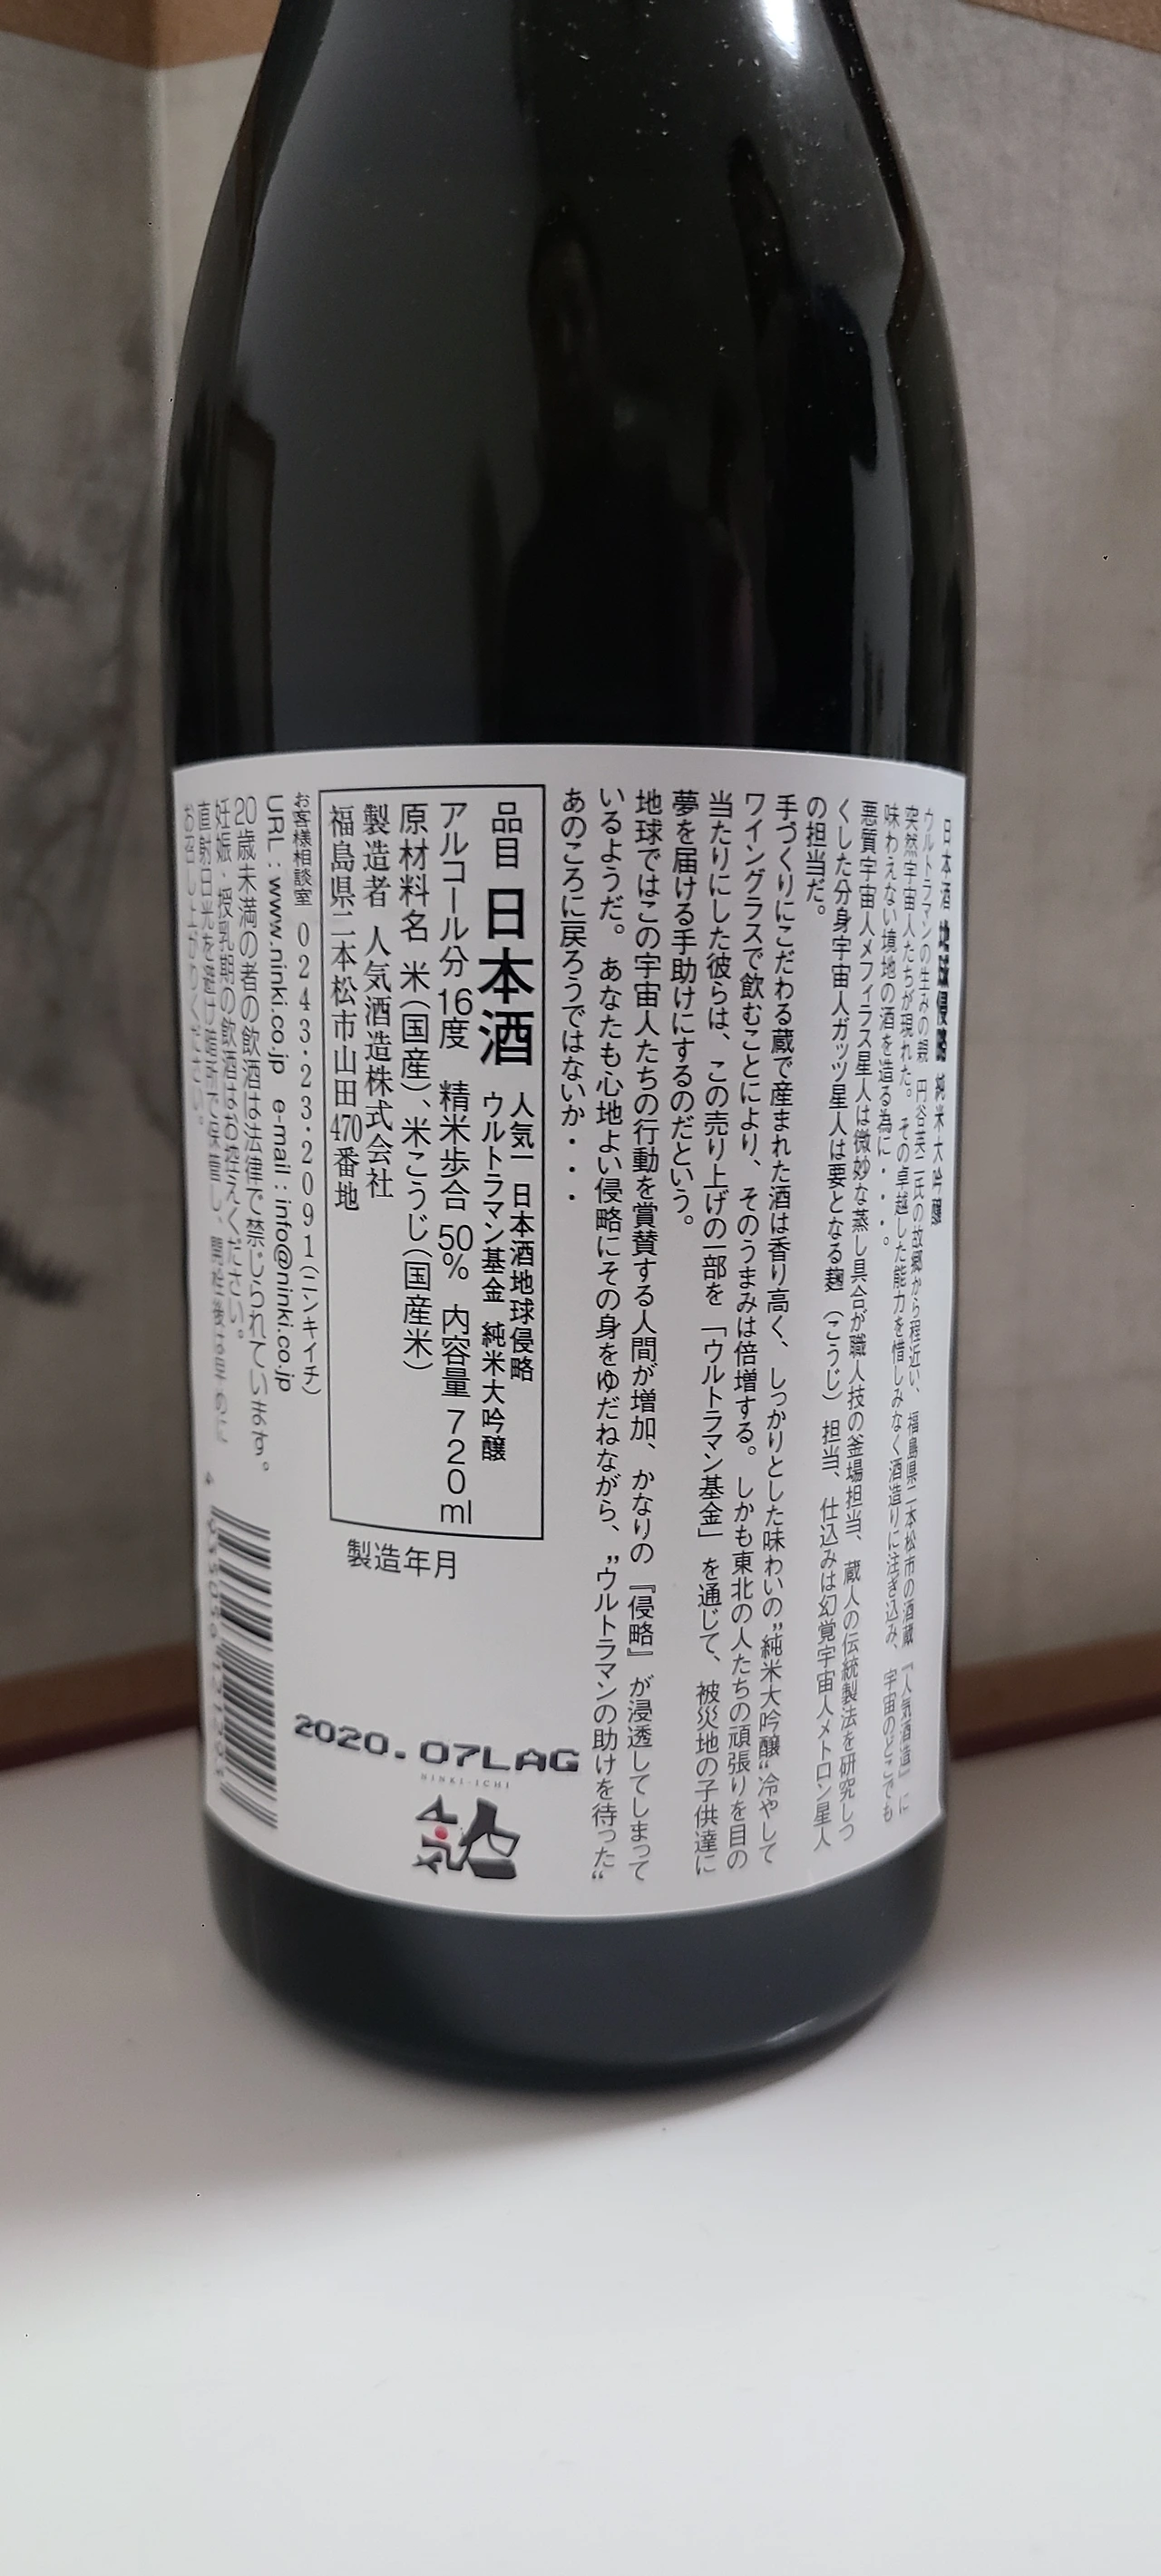 日本酒 地球侵略 純米大吟醸
ウルトラマンの生みの親 円谷英二氏の故郷から程近い、福島県二本松市の酒蔵『人気酒造』に
突然宇宙人たちが現れた。その卓越した能力を惜しみなく酒造りに注ぎ込み、宇宙のどこでも
味わえない境地の酒を造る為に・・・。
悪質宇宙人メフィラス星人は微妙な蒸し具合が職人技の釜場担当、蔵人の伝統製法を研究しつ
くした分身宇宙人ガッツ星人は要となる麹（こうじ）担当、仕込みは幻覚宇宙人メトロン星人
の担当だ。
手づくりにこだわる蔵で産まれた酒は香り高く、しっかりとした味わいの〝純米大吟醸〟冷やして
ワイングラスで飲むことにより、そのうまみは倍増する。しかも東北の人たちの頑張りを目の
当たりにした彼らは、この売り上げの一部を「ウルトラマン基金」を通じて、被災地の子供達に
夢を届ける手助けにするのだという。
地球ではこの宇宙人たちの行動を賞賛する人間が増加、かなりの『侵略』が浸透してしまって
いるようだ。あなたも心地よい侵略にその身をゆだねながら、〝ウルトラマンの助けを待った〟
あのころに戻ろうではないか・・・
品目 日本酒 人気一 日本酒地球侵略
ウルトラマン基金 純米大吟醸
アルコール分 16度 精米歩合 50% 内容量 720ml
原材料名 米(国産)、米こうじ(国産米)
製造者 人気酒造株式会社
福島県二本松市山田470番地
製造年月
2020.07LAG
NINKI-ICHI
人気一
お客様相談室 0243・23・2091(ニンキイチ)
URL : www.ninki.co.jp e-mail : info@ninki.co.jp
20歳未満の者の飲酒は法律で禁じられています。
妊娠・授乳期の飲酒はお控えください。
直射日光を避け暗所で保管し、開栓後は早めに
お召し上がりください。